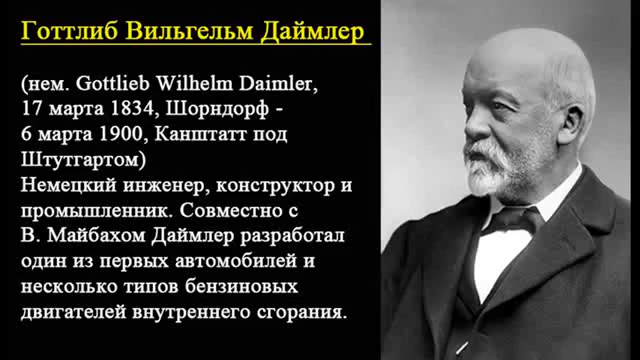 Готтлиб Вильгельм Даймлер
(нем. Gottlieb Wilhelm Daimler,
17 марта 1834, Шорндорф -
6 марта 1900, Канштатт под
Штутгартом)
Немецкий инженер, конструктор и
промышленник. Совместно с
В. Майбахом Даймлер разработал
один из первых автомобилей и
несколько типов бензиновых
двигателей внутреннего сгорания.